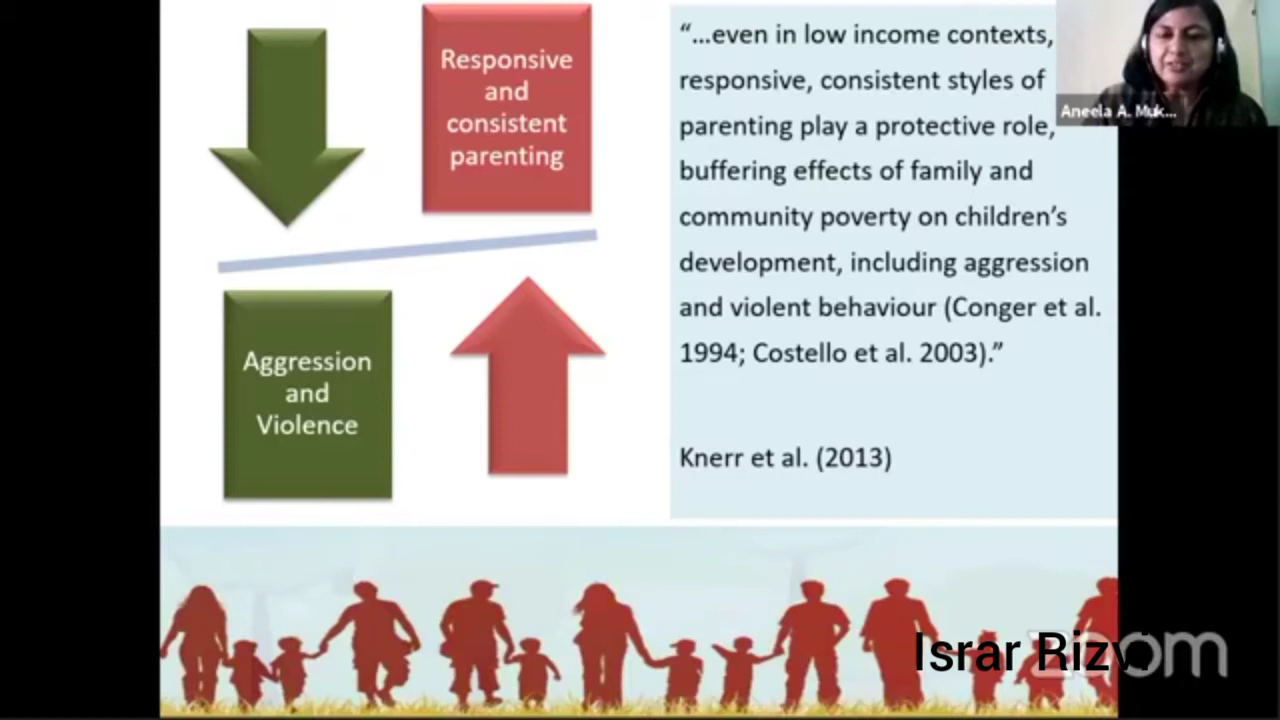 Responsive
and
consistent
parenting
Aggression
and
Violence
“...even in low income contexts,
responsive, consistent styles of
parenting play a protective role,
buffering effects of family and
community poverty on children’s
development, including aggression
and violent behaviour (Conger et al.
1994; Costello et al. 2003).”
Knerr et al. (2013)
Aneela A. Muk...
Israr Rizvi
zoom